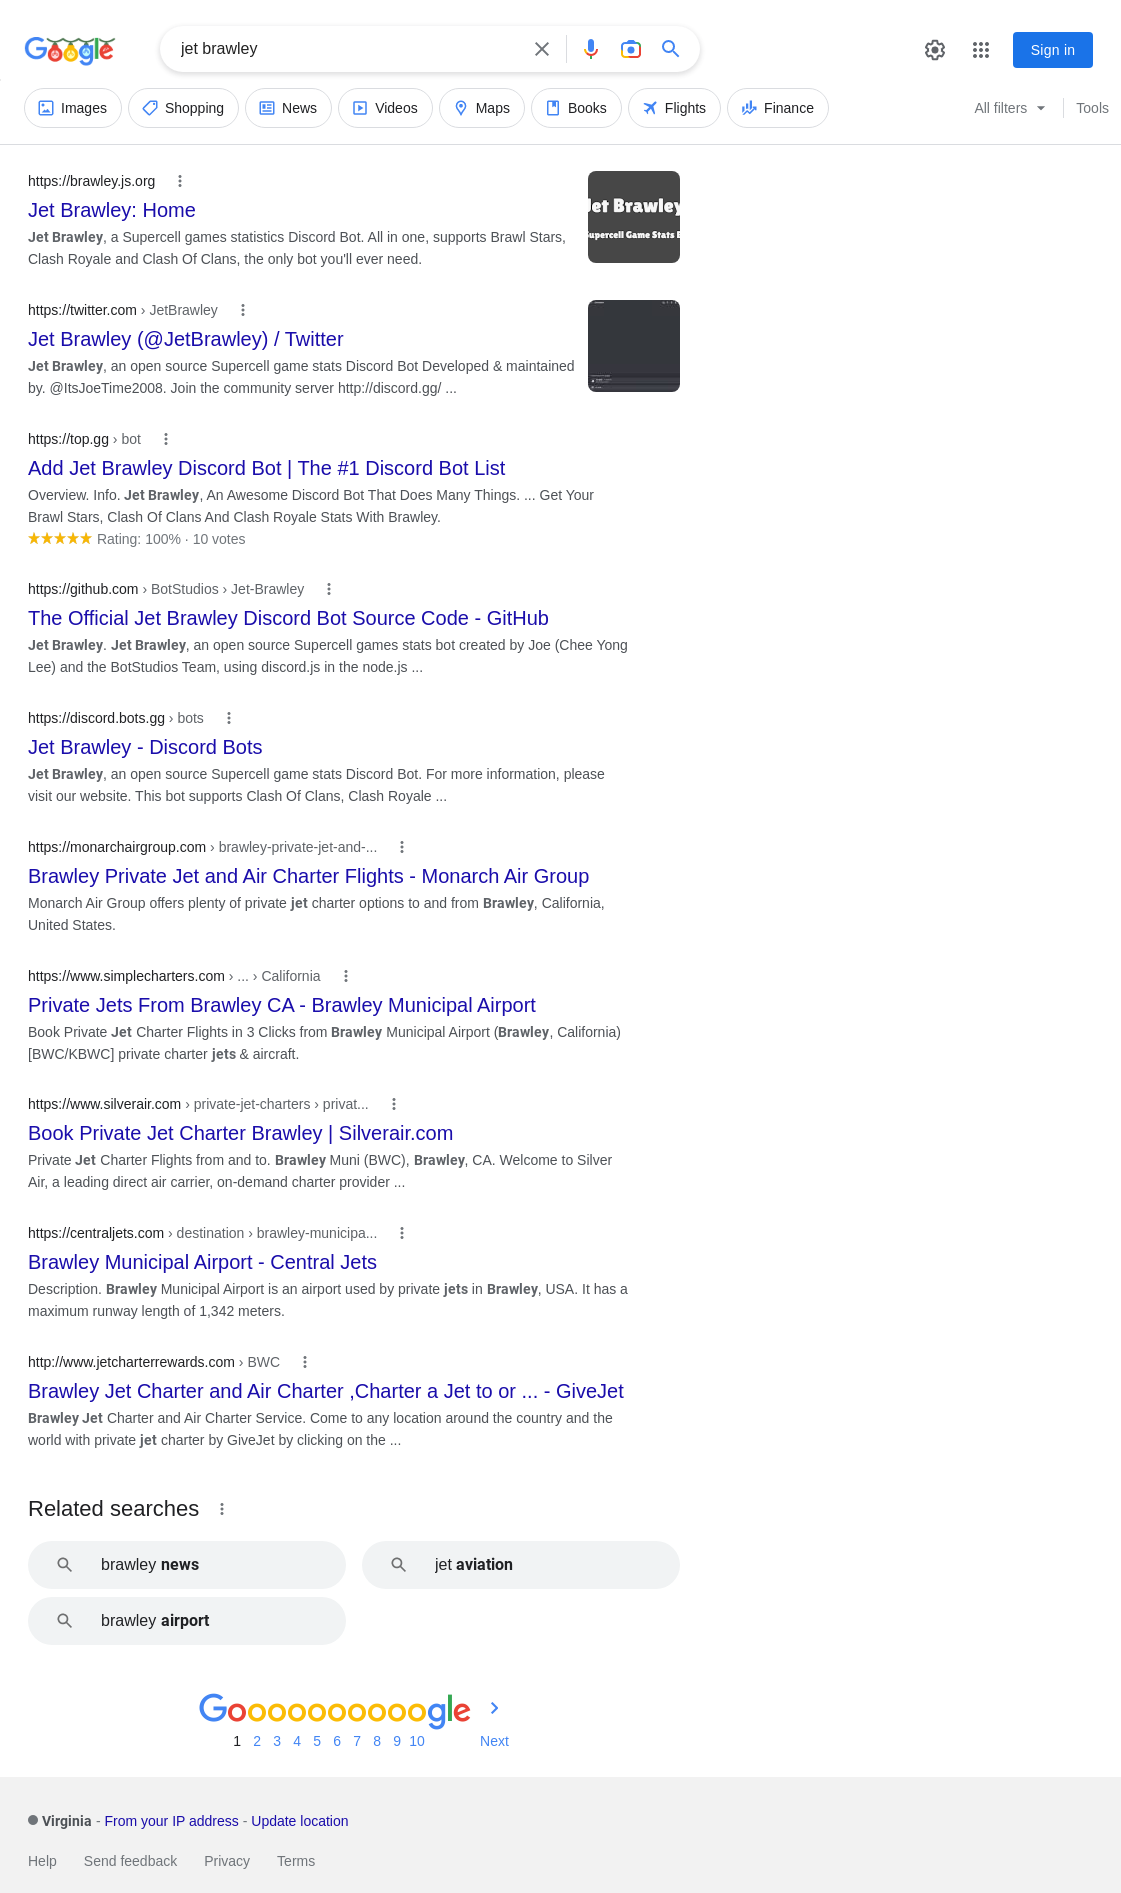 Google
jet brawley
Sign in
Images
Shopping
News
Videos
Maps
Books
Flights
Finance
All filters
Tools
https://brawley.js.org
Jet Brawley: Home
Jet Brawley, a Supercell games statistics Discord Bot. All in one, supports Brawl Stars,
Clash Royale and Clash Of Clans, the only bot you'll ever need.
Jet Brawley
Supercell Game Stats
https://twitter.com › JetBrawley
Jet Brawley (@JetBrawley) / Twitter
Jet Brawley, an open source Supercell game stats Discord Bot Developed & maintained
by. @ItsJoeTime2008. Join the community server http://discord.gg/ ...
https://top.gg › bot
Add Jet Brawley Discord Bot | The #1 Discord Bot List
Overview. Info. Jet Brawley, An Awesome Discord Bot That Does Many Things. ... Get Your
Brawl Stars, Clash Of Clans And Clash Royale Stats With Brawley.
Rating: 100% · 10 votes
https://github.com › BotStudios › Jet-Brawley
The Official Jet Brawley Discord Bot Source Code - GitHub
Jet Brawley. Jet Brawley, an open source Supercell games stats bot created by Joe (Chee Yong
Lee) and the BotStudios Team, using discord.js in the node.js ...
https://discord.bots.gg › bots
Jet Brawley - Discord Bots
Jet Brawley, an open source Supercell game stats Discord Bot. For more information, please
visit our website. This bot supports Clash Of Clans, Clash Royale ...
https://monarchairgroup.com › brawley-private-jet-and-...
Brawley Private Jet and Air Charter Flights - Monarch Air Group
Monarch Air Group offers plenty of private jet charter options to and from Brawley, California,
United States.
https://www.simplecharters.com › ... › California
Private Jets From Brawley CA - Brawley Municipal Airport
Book Private Jet Charter Flights in 3 Clicks from Brawley Municipal Airport (Brawley, California)
[BWC/KBWC] private charter jets & aircraft.
https://www.silverair.com › private-jet-charters › privat...
Book Private Jet Charter Brawley | Silverair.com
Private Jet Charter Flights from and to. Brawley Muni (BWC), Brawley, CA. Welcome to Silver
Air, a leading direct air carrier, on-demand charter provider ...
https://centraljets.com › destination › brawley-municipa...
Brawley Municipal Airport - Central Jets
Description. Brawley Municipal Airport is an airport used by private jets in Brawley, USA. It has a
maximum runway length of 1,342 meters.
http://www.jetcharterrewards.com › BWC
Brawley Jet Charter and Air Charter ,Charter a Jet to or ... - GiveJet
Brawley Jet Charter and Air Charter Service. Come to any location around the country and the
world with private jet charter by GiveJet by clicking on the ...
Related searches
brawley news
jet aviation
brawley airport
Goooooooooogle
1 2 3 4 5 6 7 8 9 10 Next
Virginia - From your IP address - Update location
Help Send feedback Privacy Terms